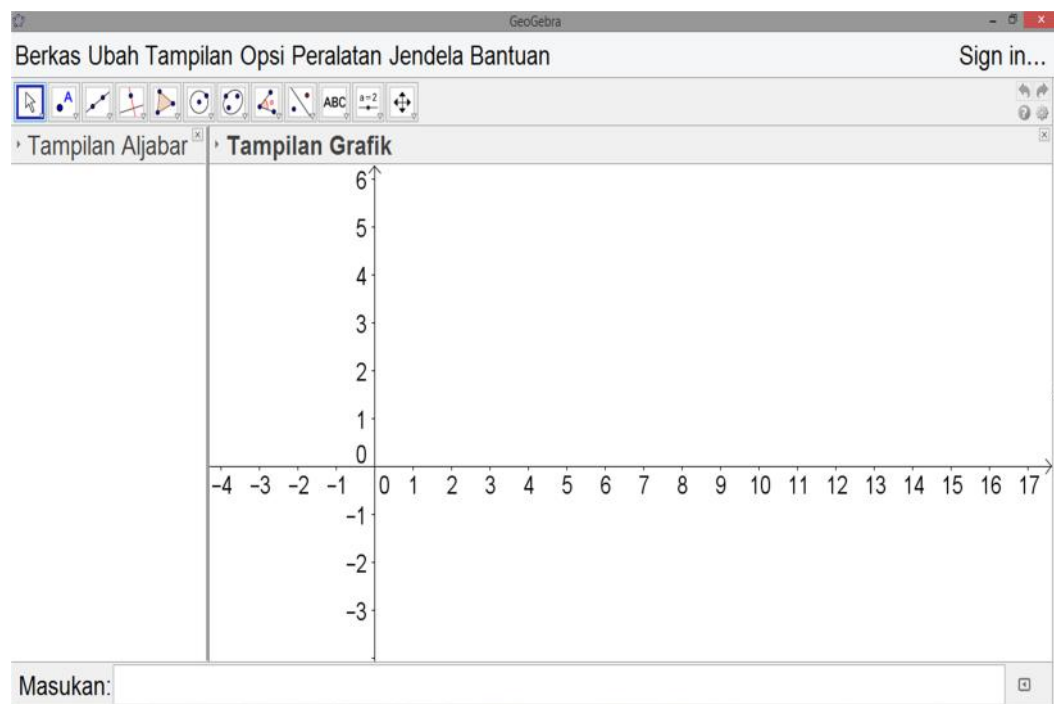 GeoGebra
Berkas Ubah Tampilan Opsi Peralatan Jendela Bantuan Sign in...
A ABC a=2
Tampilan Aljabar Tampilan Grafik
6
5
4
3
2
1
0
−4 −3 −2 −1 0 1 2 3 4 5 6 7 8 9 10 11 12 13 14 15 16 17
−1
−2
−3
Masukan: